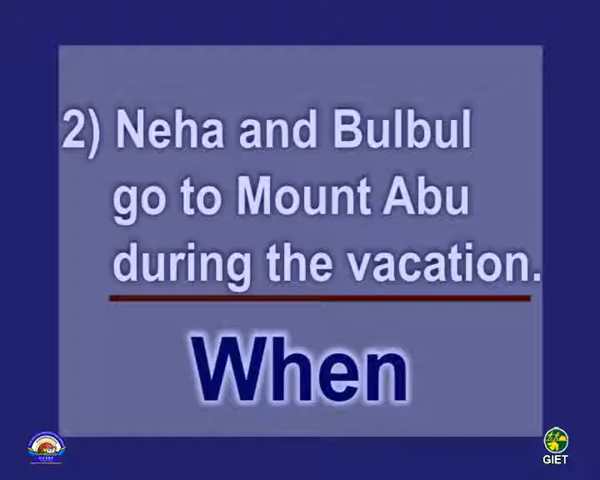 2) Neha and Bulbul
go to Mount Abu
during the vacation.
When
GIET